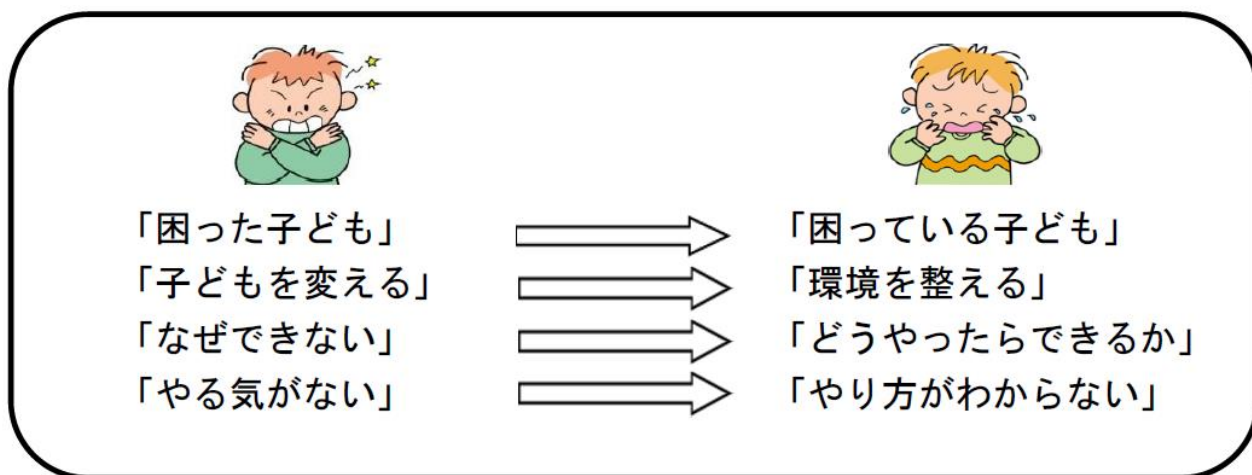 「困った子ども」 「困っている子ども」
「子どもを変える」 「環境を整える」
「なぜできない」 「どうやったらできるか」
「やる気がない」 「やり方がわからない」